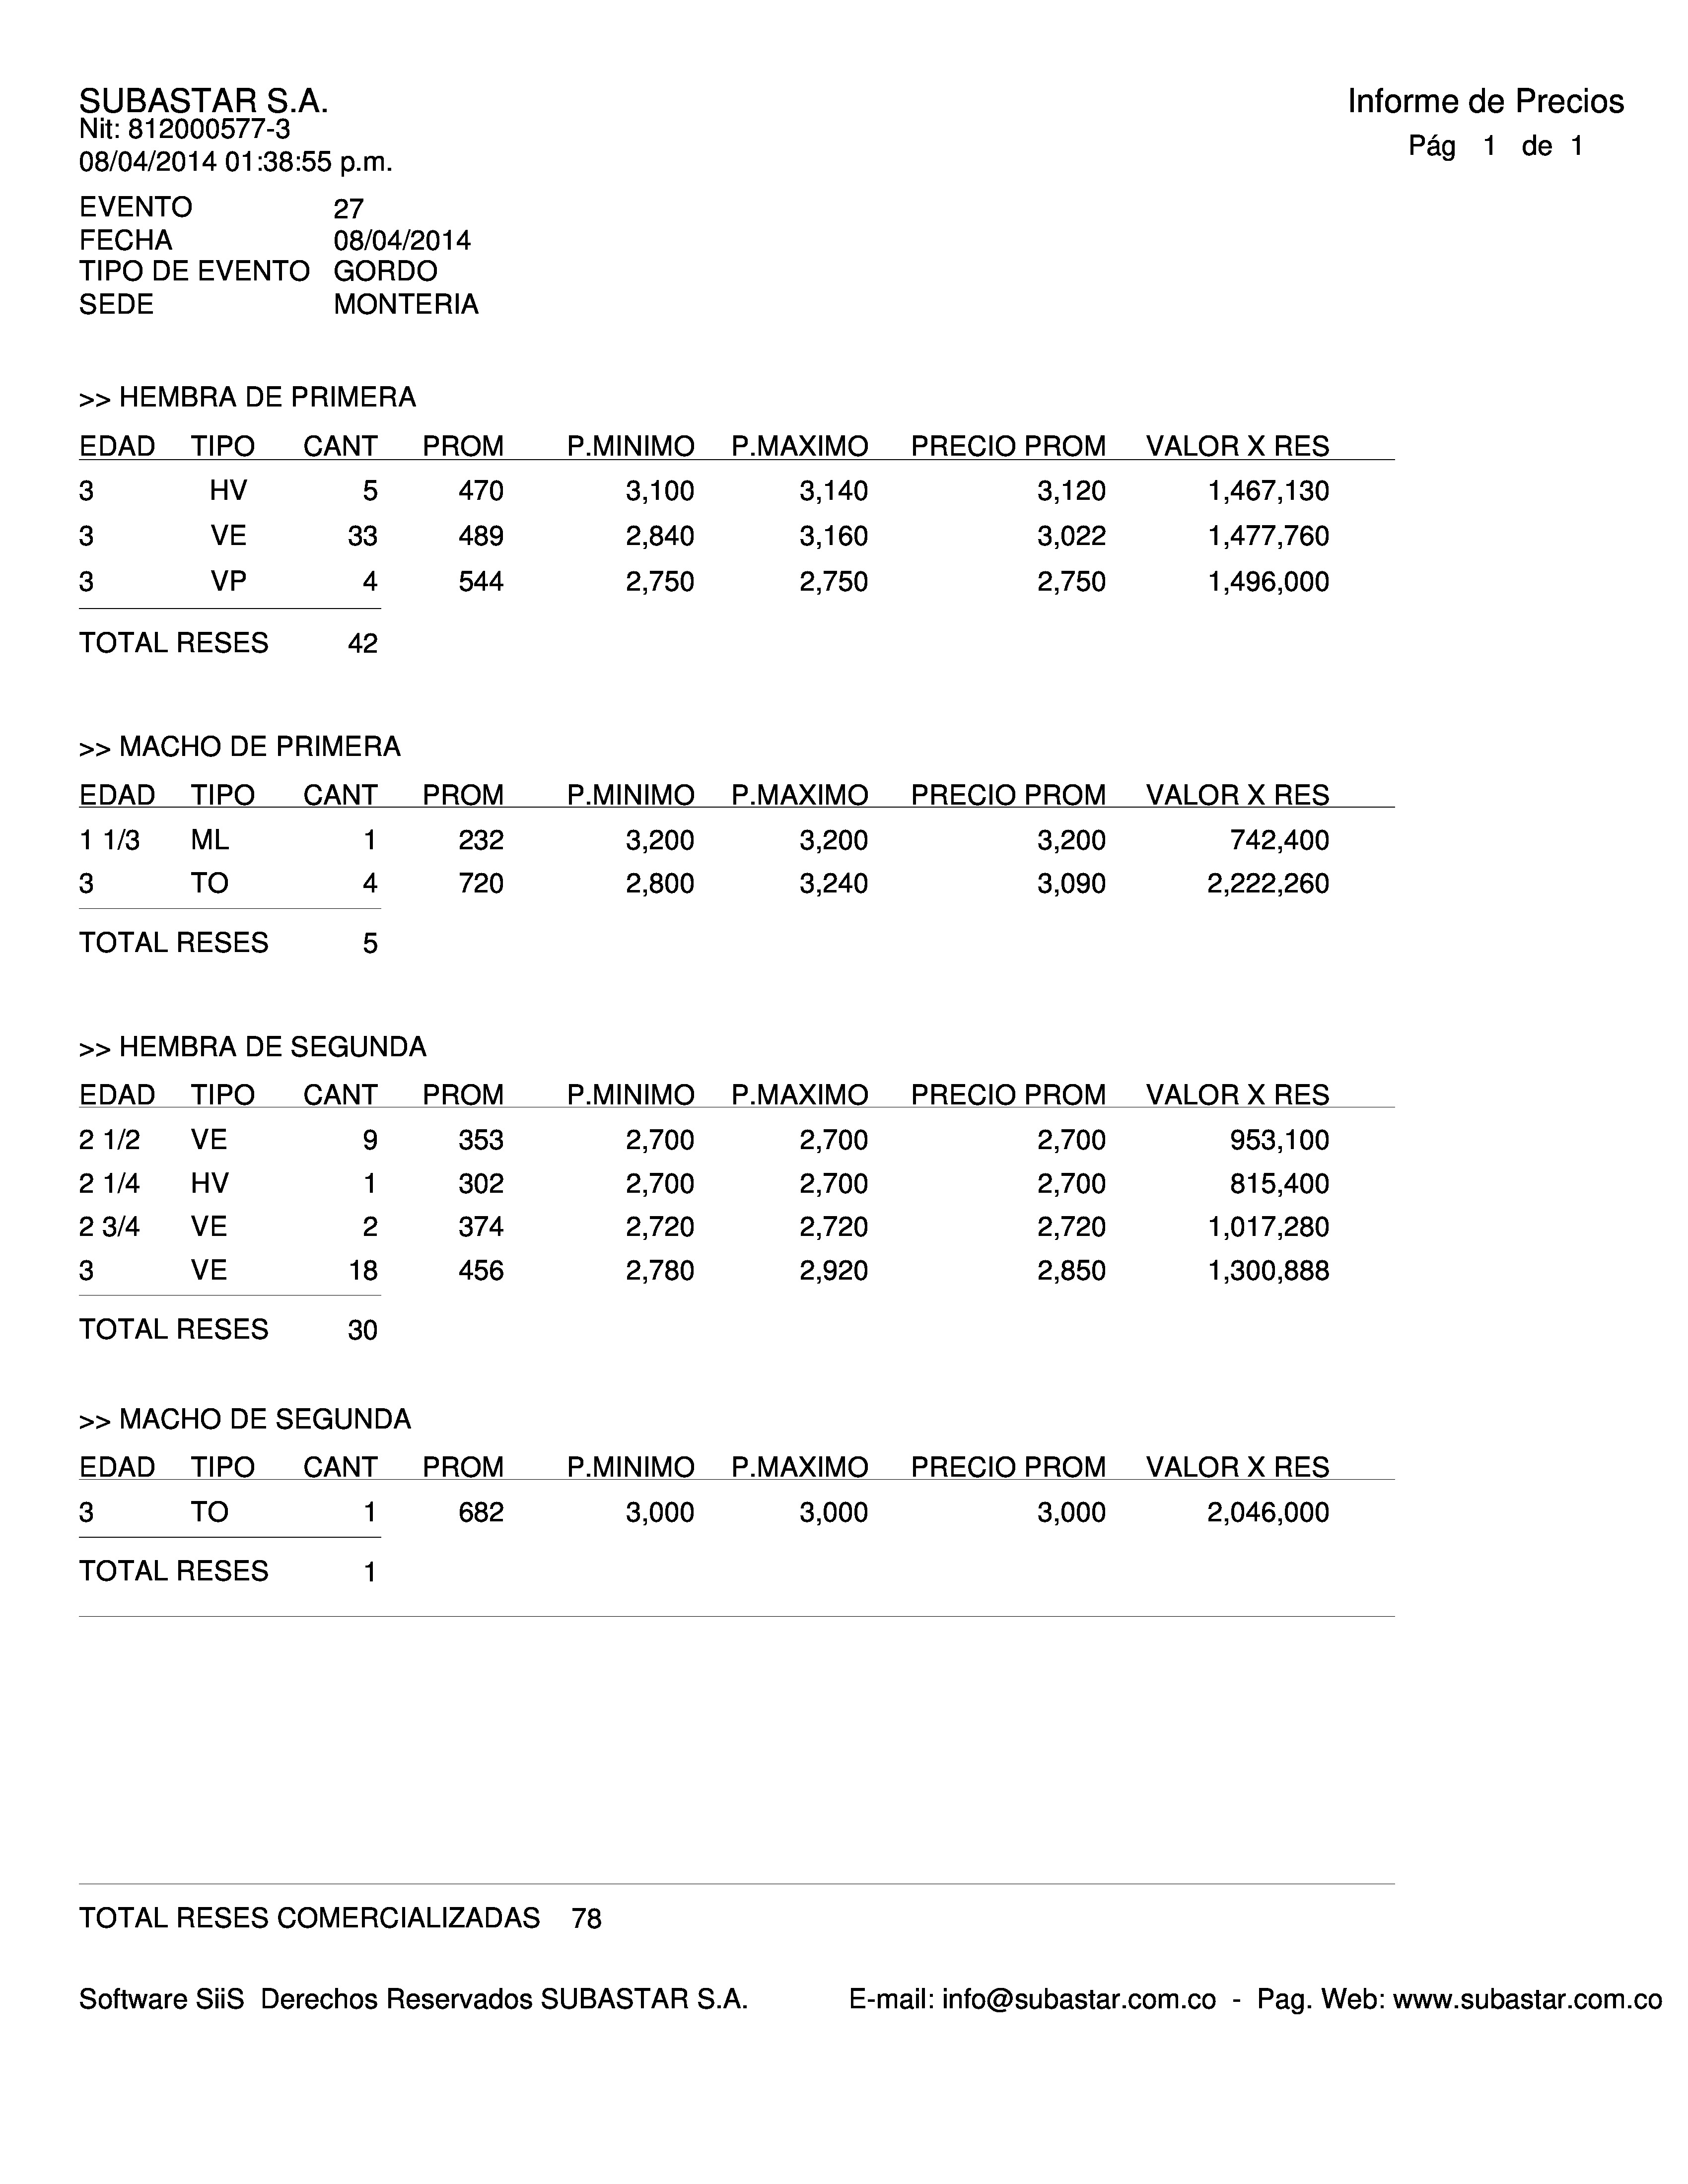 SUBASTAR S.A.
Informe de Precios
Nit: 812000577-3
Pág 1 de 1
08/04/2014 01:38:55 p.m.
EVENTO 27
FECHA 08/04/2014
TIPO DE EVENTO GORDO
SEDE MONTERIA
>> HEMBRA DE PRIMERA
EDAD TIPO CANT PROM P.MINIMO P.MAXIMO PRECIO PROM VALOR X RES
3 HV 5 470 3,100 3,140 3,120 1,467,130
3 VE 33 489 2,840 3,160 3,022 1,477,760
3 VP 4 544 2,750 2,750 2,750 1,496,000
TOTAL RESES 42
>> MACHO DE PRIMERA
EDAD TIPO CANT PROM P.MINIMO P.MAXIMO PRECIO PROM VALOR X RES
1 1/3 ML 1 232 3,200 3,200 3,200 742,400
3 TO 4 720 2,800 3,240 3,090 2,222,260
TOTAL RESES 5
>> HEMBRA DE SEGUNDA
EDAD TIPO CANT PROM P.MINIMO P.MAXIMO PRECIO PROM VALOR X RES
2 1/2 VE 9 353 2,700 2,700 2,700 953,100
2 1/4 HV 1 302 2,700 2,700 2,700 815,400
2 3/4 VE 2 374 2,720 2,720 2,720 1,017,280
3 VE 18 456 2,780 2,920 2,850 1,300,888
TOTAL RESES 30
>> MACHO DE SEGUNDA
EDAD TIPO CANT PROM P.MINIMO P.MAXIMO PRECIO PROM VALOR X RES
3 TO 1 682 3,000 3,000 3,000 2,046,000
TOTAL RESES 1
TOTAL RESES COMERCIALIZADAS 78
Software SiiS Derechos Reservados SUBASTAR S.A. E-mail: info@subastar.com.co - Pag. Web: www.subastar.com.co